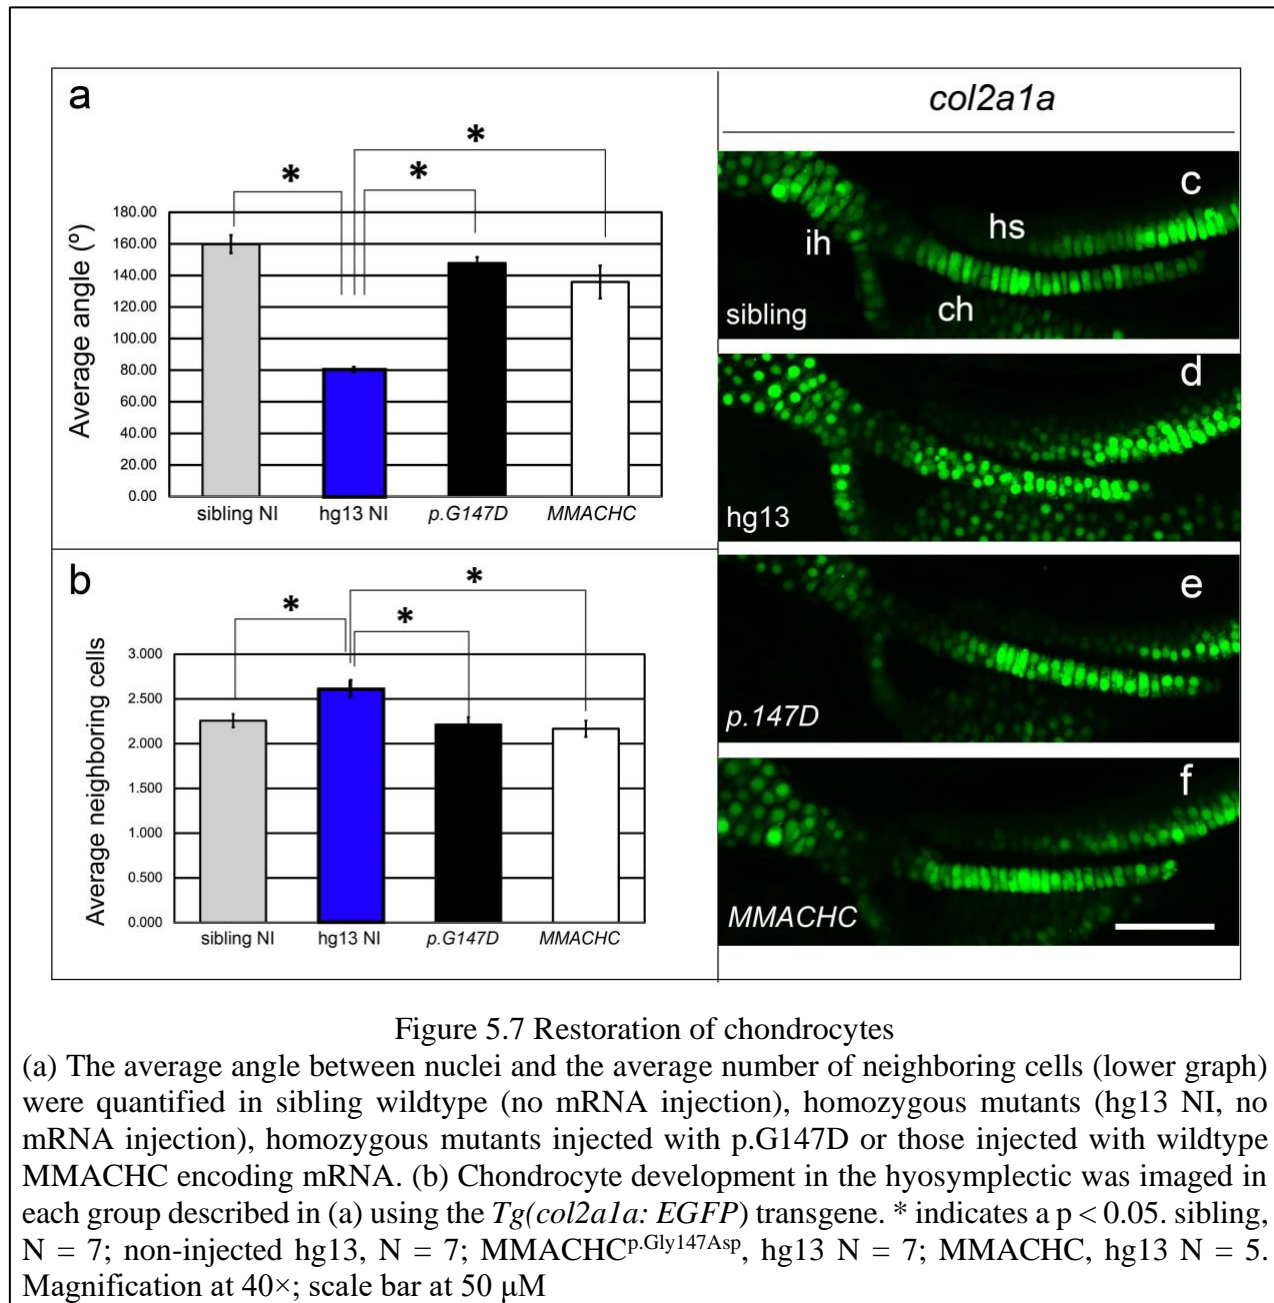 a
*
*
*
Average angle (º)
180.00
160.00
140.00
120.00
100.00
80.00
60.00
40.00
20.00
0.00
sibling NI hg13 NI p.G147D MMACHC
b
*
*
*
Average neighboring cells
3.000
2.500
2.000
1.500
1.000
0.500
0.000
sibling NI hg13 NI p.G147D MMACHC
col2a1a
c
hs
ih
ch
sibling
d
hg13
e
p.147D
f
MMACHC
Figure 5.7 Restoration of chondrocytes
(a) The average angle between nuclei and the average number of neighboring cells (lower graph)
were quantified in sibling wildtype (no mRNA injection), homozygous mutants (hg13 NI, no
mRNA injection), homozygous mutants injected with p.G147D or those injected with wildtype
MMACHC encoding mRNA. (b) Chondrocyte development in the hyosymplectic was imaged in
each group described in (a) using the Tg(col2a1a: EGFP) transgene. * indicates a p < 0.05. sibling,
N = 7; non-injected hg13, N = 7; MMACHCp.Gly147Asp, hg13 N = 7; MMACHC, hg13 N = 5.
Magnification at 40×; scale bar at 50 μM